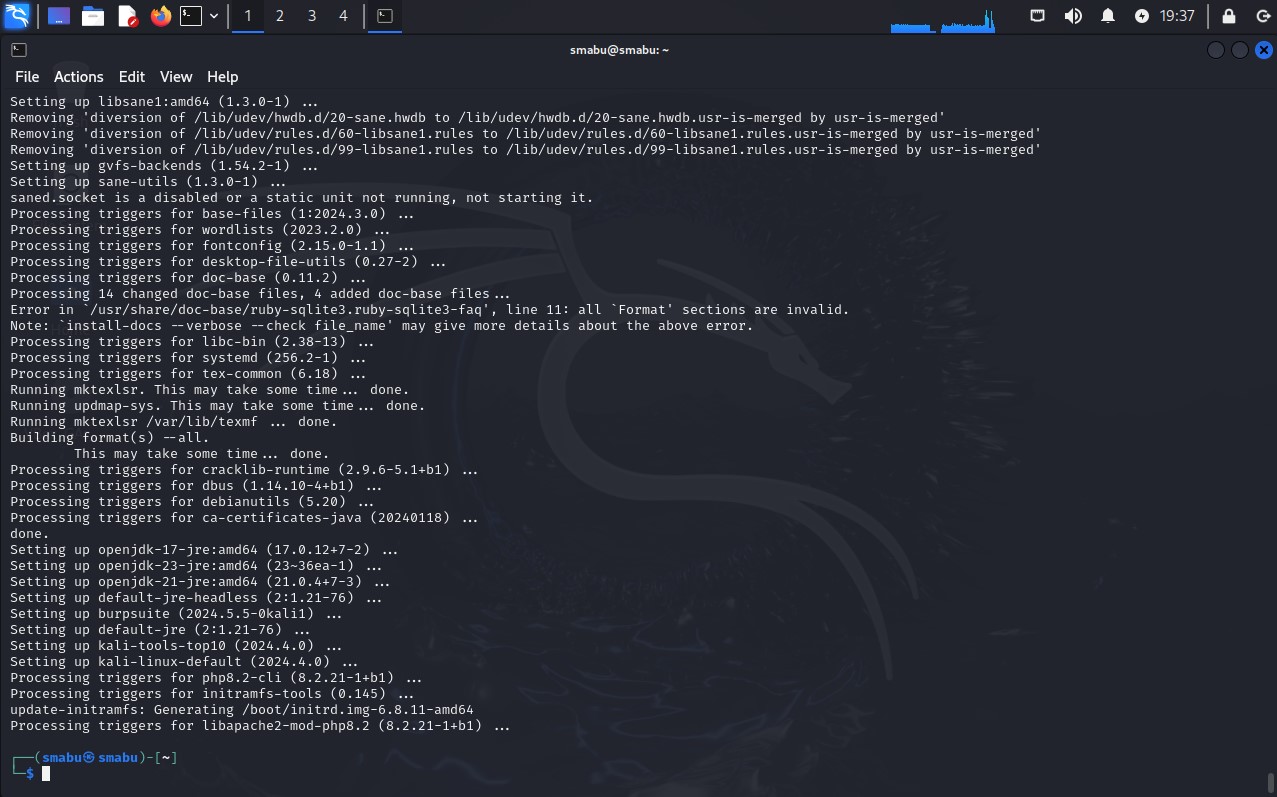 1 2 3 4 19:37
smabu@smabu: ~
File Actions Edit View Help
Setting up libsane1:amd64 (1.3.0-1) ...
Removing 'diversion of /lib/udev/hwdb.d/20-sane.hwdb to /lib/udev/hwdb.d/20-sane.hwdb.usr-is-merged by usr-is-merged'
Removing 'diversion of /lib/udev/rules.d/60-libsane1.rules to /lib/udev/rules.d/60-libsane1.rules.usr-is-merged by usr-is-merged'
Removing 'diversion of /lib/udev/rules.d/99-libsane1.rules to /lib/udev/rules.d/99-libsane1.rules.usr-is-merged by usr-is-merged'
Setting up gvfs-backends (1.54.2-1) ...
Setting up sane-utils (1.3.0-1) ...
saned.socket is a disabled or a static unit not running, not starting it.
Processing triggers for base-files (1:2024.3.0) ...
Processing triggers for wordlists (2023.2.0) ...
Processing triggers for fontconfig (2.15.0-1.1) ...
Processing triggers for desktop-file-utils (0.27-2) ...
Processing triggers for doc-base (0.11.2) ...
Processing 14 changed doc-base files, 4 added doc-base files...
Error in `/usr/share/doc-base/ruby-sqlite3.ruby-sqlite3-faq', line 11: all `Format' sections are invalid.
Note: `install-docs --verbose --check file_name' may give more details about the above error.
Processing triggers for libc-bin (2.38-13) ...
Processing triggers for systemd (256.2-1) ...
Processing triggers for tex-common (6.18) ...
Running mktexlsr. This may take some time... done.
Running updmap-sys. This may take some time... done.
Running mktexlsr /var/lib/texmf ... done.
Building format(s) --all.
This may take some time... done.
Processing triggers for cracklib-runtime (2.9.6-5.1+b1) ...
Processing triggers for dbus (1.14.10-4+b1) ...
Processing triggers for debianutils (5.20) ...
Processing triggers for ca-certificates-java (20240118) ...
done.
Setting up openjdk-17-jre:amd64 (17.0.12+7-2) ...
Setting up openjdk-23-jre:amd64 (23~36ea-1) ...
Setting up openjdk-21-jre:amd64 (21.0.4+7-3) ...
Setting up default-jre-headless (2:1.21-76) ...
Setting up burpsuite (2024.5.5-0kali1) ...
Setting up default-jre (2:1.21-76) ...
Setting up kali-tools-top10 (2024.4.0) ...
Setting up kali-linux-default (2024.4.0) ...
Processing triggers for php8.2-cli (8.2.21-1+b1) ...
Processing triggers for initramfs-tools (0.145) ...
update-initramfs: Generating /boot/initrd.img-6.8.11-amd64
Processing triggers for libapache2-mod-php8.2 (8.2.21-1+b1) ...
┌──(smabu㉿smabu)-[~]
└─$